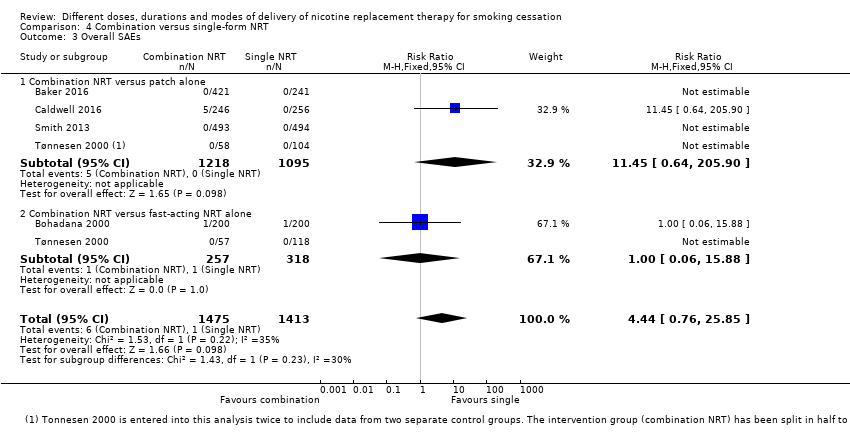 Review: Different doses, durations and modes of delivery of nicotine replacement therapy for smoking cessation
Comparison: 4 Combination versus single-form NRT
Outcome: 3 Overall SAEs
Study or subgroup Combination NRT Single NRT Risk Ratio Weight Risk Ratio
n/N n/N M-H,Fixed,95% CI M-H,Fixed,95% CI
1 Combination NRT versus patch alone
Baker 2016 0/421 0/241 Not estimable
Caldwell 2016 5/246 0/256 32.9 % 11.45 [ 0.64, 205.90 ]
Smith 2013 0/493 0/494 Not estimable
Tønnesen 2000 (1) 0/58 0/104 Not estimable
Subtotal (95% CI) 1218 1095 32.9 % 11.45 [ 0.64, 205.90 ]
Total events: 5 (Combination NRT), 0 (Single NRT)
Heterogeneity: not applicable
Test for overall effect: Z = 1.65 (P = 0.098)
2 Combination NRT versus fast-acting NRT alone
Bohadana 2000 1/200 1/200 67.1 % 1.00 [ 0.06, 15.88 ]
Tønnesen 2000 0/57 0/118 Not estimable
Subtotal (95% CI) 257 318 67.1 % 1.00 [ 0.06, 15.88 ]
Total events: 1 (Combination NRT), 1 (Single NRT)
Heterogeneity: not applicable
Test for overall effect: Z = 0.0 (P = 1.0)
Total (95% CI) 1475 1413 100.0 % 4.44 [ 0.76, 25.85 ]
Total events: 6 (Combination NRT), 1 (Single NRT)
Heterogeneity: Chi² = 1.53, df = 1 (P = 0.22); I² =35%
Test for overall effect: Z = 1.66 (P = 0.098)
Test for subgroup differences: Chi² = 1.43, df = 1 (P = 0.23), I² =30%
0.001 0.01 0.1 1 10 100 1000
Favours combination Favours single
(1) Tonnesen 2000 is entered into this analysis twice to include data from two separate control groups. The intervention group (combination NRT) has been split in half to